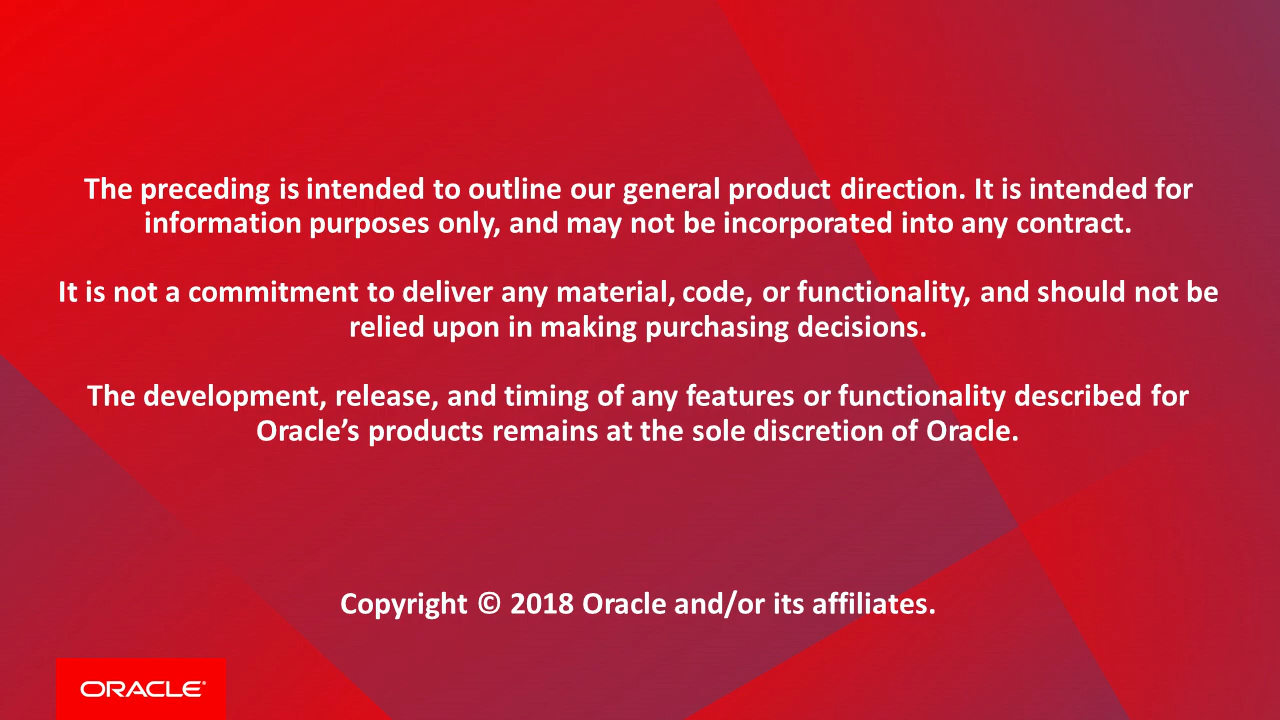 The preceding is intended to outline our general product direction. It is intended for
information purposes only, and may not be incorporated into any contract.
It is not a commitment to deliver any material, code, or functionality, and should not be
relied upon in making purchasing decisions.
The development, release, and timing of any features or functionality described for
Oracle’s products remains at the sole discretion of Oracle.
Copyright © 2018 Oracle and/or its affiliates.
ORACLE®